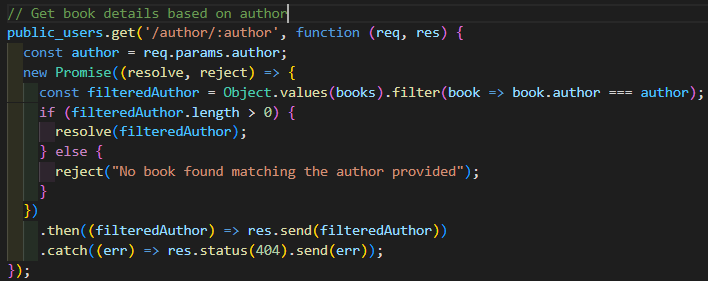 // Get book details based on author
public_users.get('/author/:author', function (req, res) {
  const author = req.params.author;
  new Promise((resolve, reject) => {
    const filteredAuthor = Object.values(books).filter(book => book.author === author);
    if (filteredAuthor.length > 0) {
      resolve(filteredAuthor);
    } else {
      reject("No book found matching the author provided");
    }
  })
    .then((filteredAuthor) => res.send(filteredAuthor))
    .catch((err) => res.status(404).send(err));
});